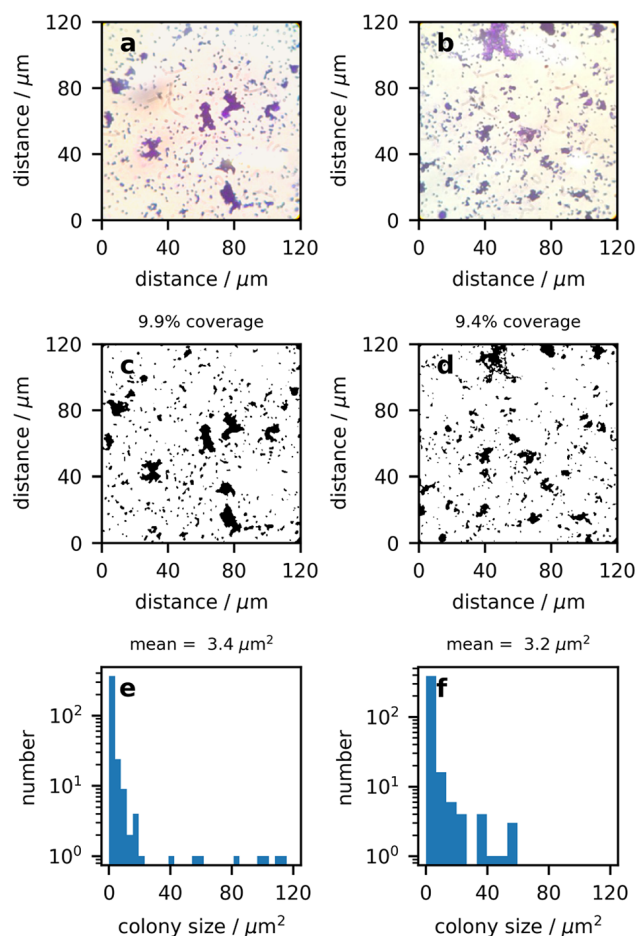 a
b
120
80
40
0
distance / μm
0 40 80 120
distance / μm
120
80
40
0
distance / μm
0 40 80 120
distance / μm
9.9% coverage
9.4% coverage
c
d
120
80
40
0
distance / μm
0 40 80 120
distance / μm
120
80
40
0
distance / μm
0 40 80 120
distance / μm
mean = 3.4 μm²
mean = 3.2 μm²
e
f
10²
10¹
10⁰
number
0 40 80 120
colony size / μm²
10²
10¹
10⁰
number
0 40 80 120
colony size / μm²